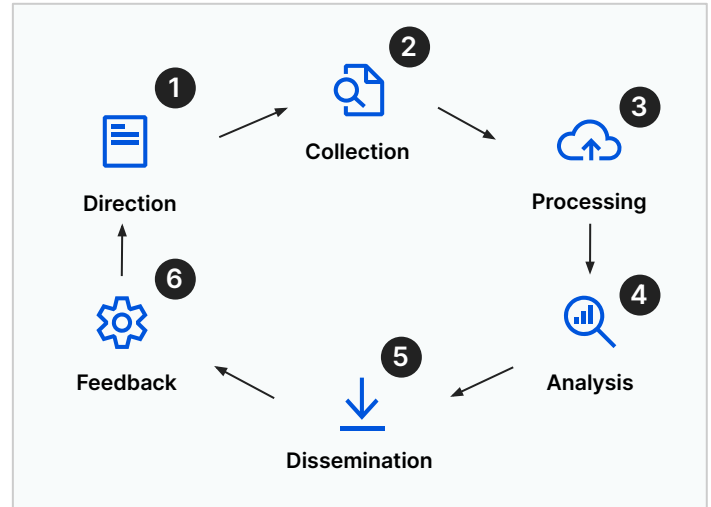 1
Direction
2
Collection
3
Processing
4
Analysis
5
Dissemination
6
Feedback